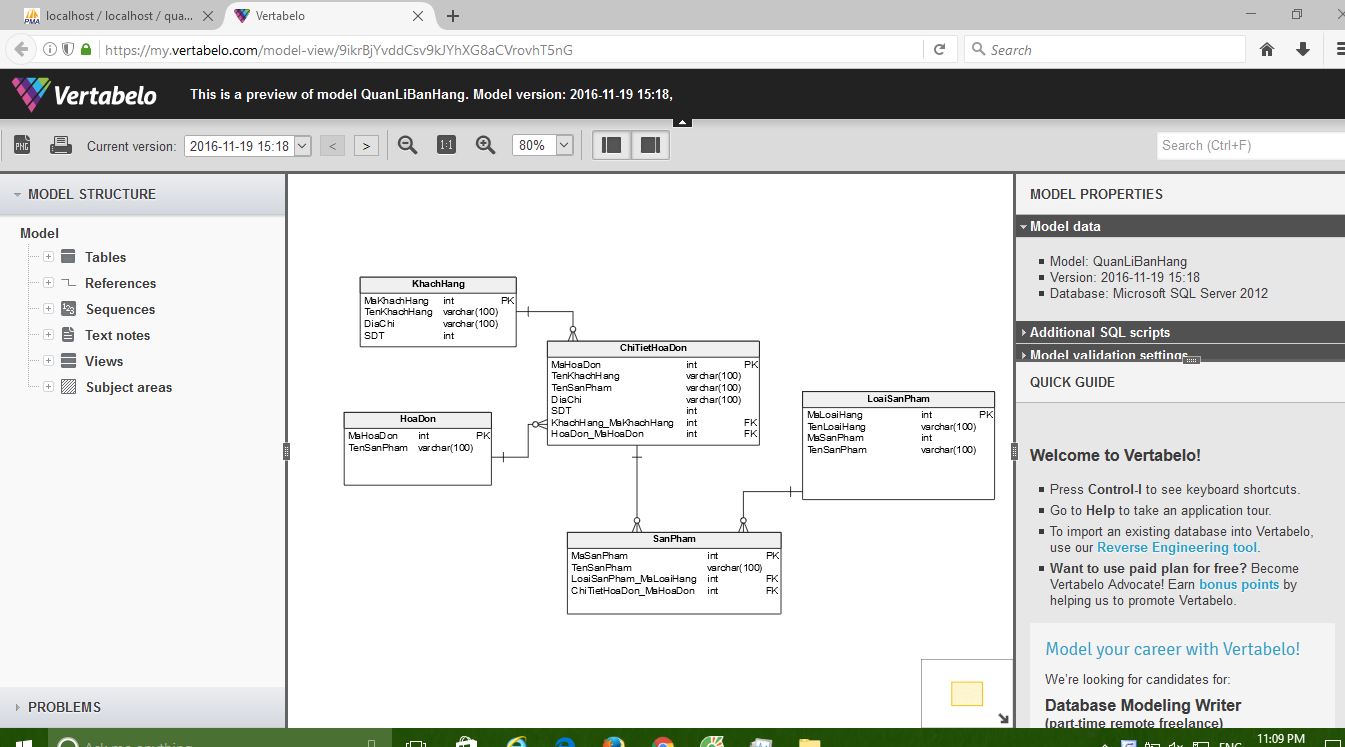 localhost / localhost / qua...
Vertabelo
https://my.vertabelo.com/model-view/9ikrBjYvddCsv9kJYhXG8aCVrovhT5nG
Search
Vertabelo
This is a preview of model QuanLiBanHang. Model version: 2016-11-19 15:18,
PNG
Current version:
2016-11-19 15:18
<
>
1:1
80%
Search (Ctrl+F)
MODEL STRUCTURE
Model
Tables
References
Sequences
Text notes
Views
Subject areas
PROBLEMS
KhachHang
MaKhachHang int PK
TenKhachHang varchar(100)
DiaChi varchar(100)
SDT int
HoaDon
MaHoaDon int PK
TenSanPham varchar(100)
ChiTietHoaDon
MaHoaDon int PK
TenKhachHang varchar(100)
TenSanPham varchar(100)
DiaChi varchar(100)
SDT int
KhachHang_MaKhachHang int FK
HoaDon_MaHoaDon int FK
LoaiSanPham
MaLoaiHang int PK
TenLoaiHang varchar(100)
MaSanPham int
TenSanPham varchar(100)
SanPham
MaSanPham int PK
TenSanPham varchar(100)
LoaiSanPham_MaLoaiHang int FK
ChiTietHoaDon_MaHoaDon int FK
MODEL PROPERTIES
Model data
Model: QuanLiBanHang
Version: 2016-11-19 15:18
Database: Microsoft SQL Server 2012
Additional SQL scripts
Model validation settings
QUICK GUIDE
Welcome to Vertabelo!
Press Control-I to see keyboard shortcuts.
Go to Help to take an application tour.
To import an existing database into Vertabelo,
use our Reverse Engineering tool.
Want to use paid plan for free? Become
Vertabelo Advocate! Earn bonus points by
helping us to promote Vertabelo.
Model your career with Vertabelo!
We're looking for candidates for:
Database Modeling Writer
(part-time remote freelance)
Ask me anything
ENG
11:09 PM